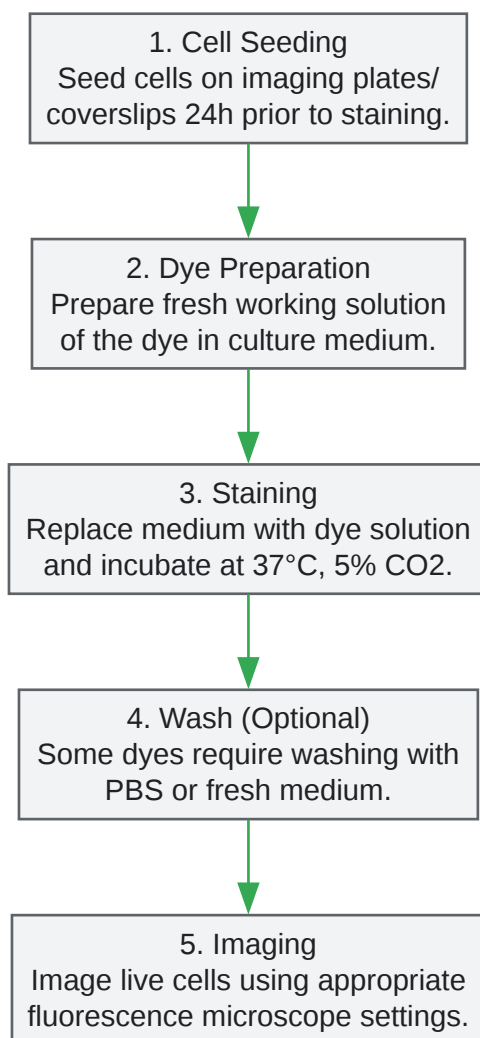 1. Cell Seeding
Seed cells on imaging plates/
coverslips 24h prior to staining.
2. Dye Preparation
Prepare fresh working solution
of the dye in culture medium.
3. Staining
Replace medium with dye solution
and incubate at 37°C, 5% CO2.
4. Wash (Optional)
Some dyes require washing with
PBS or fresh medium.
5. Imaging
Image live cells using appropriate
fluorescence microscope settings.